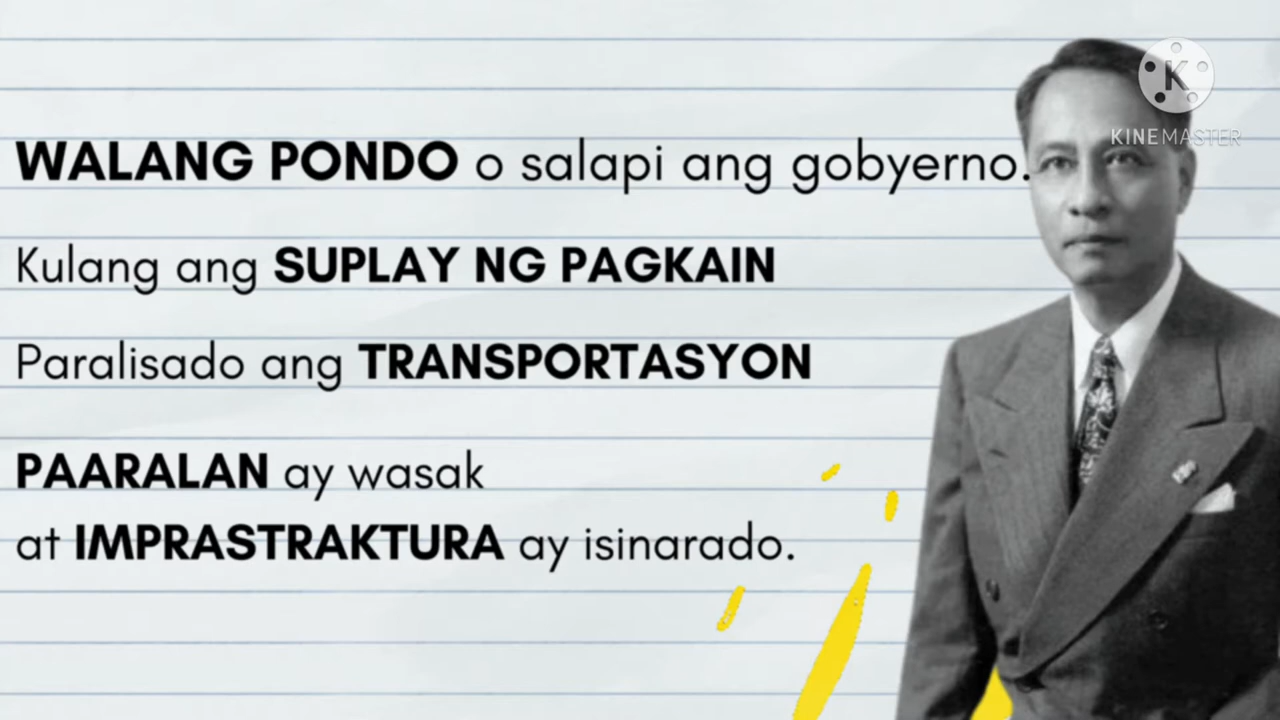 WALANG PONDO o salapi ang gobyerno.
Kulang ang SUPLAY NG PAGKAIN
Paralisado ang TRANSPORTASYON
PAARALAN ay wasak
at IMPRASTRAKTURA ay isinarado.
K
KINEMASTER